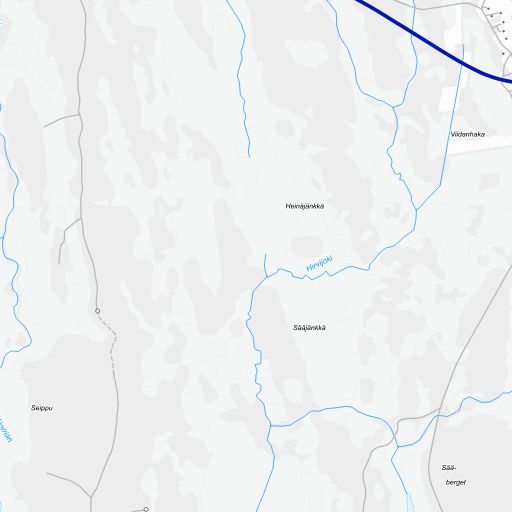 Viidanhaka
Heinäjänkkä
Hirvijoki
Sääjänkkä
Seippu
Sää-
berget